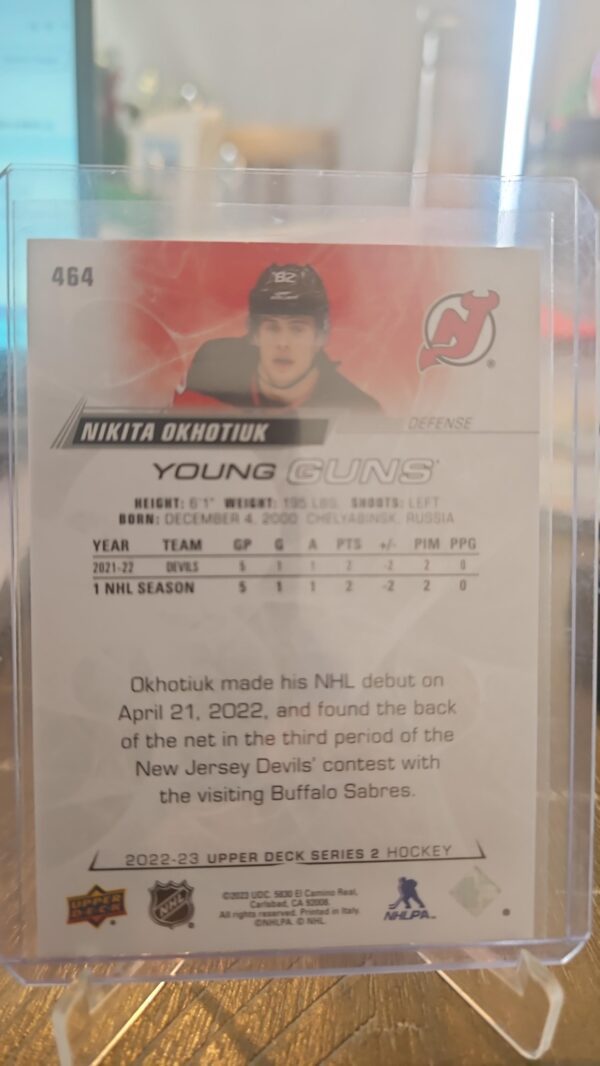 464
82
NIKITA OKHOTIUK
DEFENSE
YOUNG GUNS
HEIGHT: 6'1" WEIGHT: 195 LBS. SHOOTS: LEFT
BORN: DECEMBER 4, 2000 CHELYABINSK, RUSSIA
YEAR TEAM GP G A PTS +/- PIM PPG
2021-22 DEVILS 5 1 1 2 -2 2 0
1 NHL SEASON 5 1 1 2 -2 2 0
Okhotiuk made his NHL debut on
April 21, 2022, and found the back
of the net in the third period of the
New Jersey Devils' contest with
the visiting Buffalo Sabres.
2022-23 UPPER DECK SERIES 2 HOCKEY
UPPER DECK
NHL
©2023 UDC. 5830 El Camino Real,
Carlsbad, CA 92008.
All rights reserved. Printed in Italy.
©NHLPA. © NHL.
NHLPA